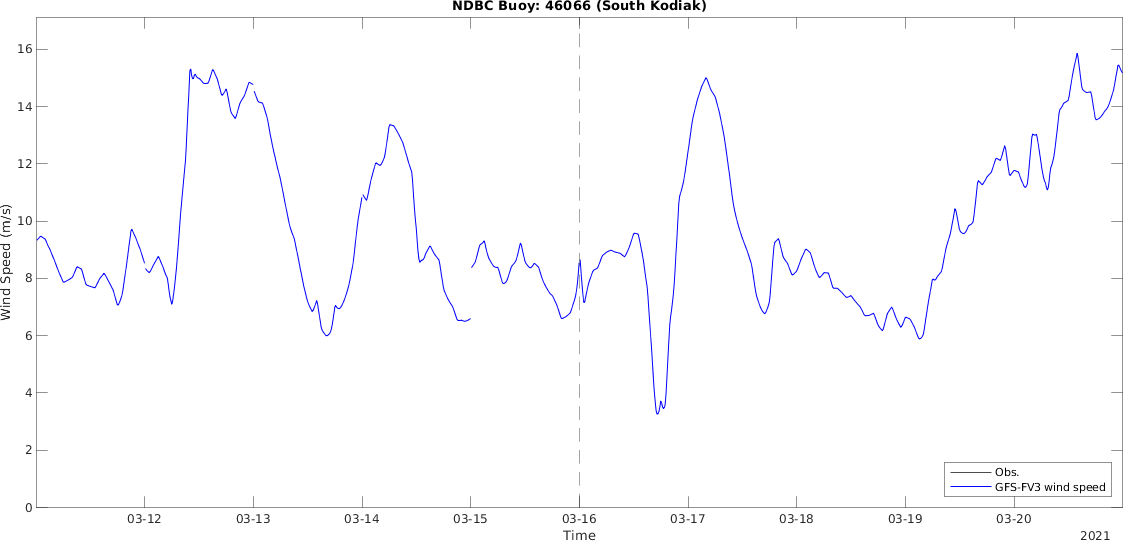 NDBC Buoy: 46066 (South Kodiak)
Wind Speed (m/s)
16
14
12
10
8
6
4
2
0
Obs.
GFS-FV3 wind speed
03-12 03-13 03-14 03-15 03-16 03-17 03-18 03-19 03-20
Time
2021